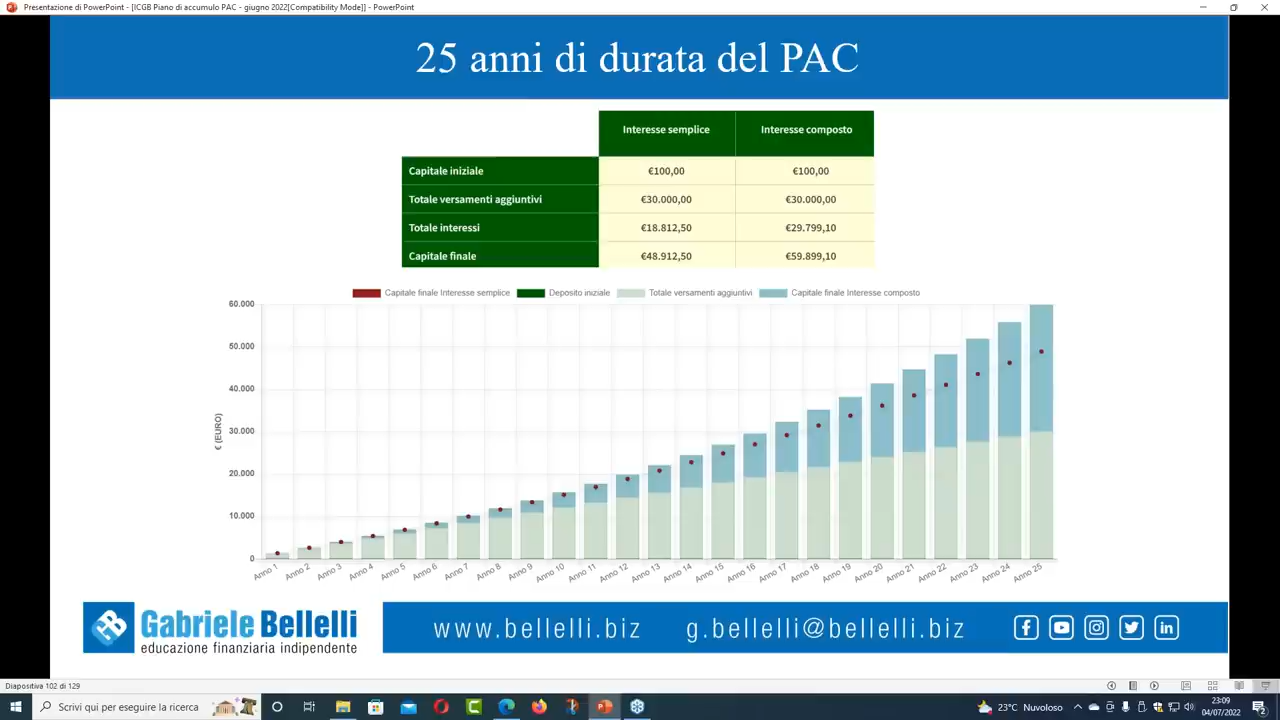 Presentazione di PowerPoint - [ICGB Piano di accumulo PAC - giugno 2022[Compatibility Mode]] - PowerPoint
25 anni di durata del PAC
Interesse semplice Interesse composto
Capitale iniziale €100,00 €100,00
Totale versamenti aggiuntivi €30.000,00 €30.000,00
Totale interessi €18.812,50 €29.799,10
Capitale finale €48.912,50 €59.899,10
Capitale finale Interesse semplice Deposito iniziale Totale versamenti aggiuntivi Capitale finale Interesse composto
60.000
50.000
40.000
30.000
20.000
10.000
0
€ (EURO)
Anno 1 Anno 2 Anno 3 Anno 4 Anno 5 Anno 6 Anno 7 Anno 8 Anno 9 Anno 10 Anno 11 Anno 12 Anno 13 Anno 14 Anno 15 Anno 16 Anno 17 Anno 18 Anno 19 Anno 20 Anno 21 Anno 22 Anno 23 Anno 24 Anno 25
Gabriele Bellelli
educazione finanziaria indipendente
www.bellelli.biz g.bellelli@bellelli.biz
Diapositiva 102 di 129
Scrivi qui per eseguire la ricerca
23°C Nuvoloso
23:09
04/07/2022